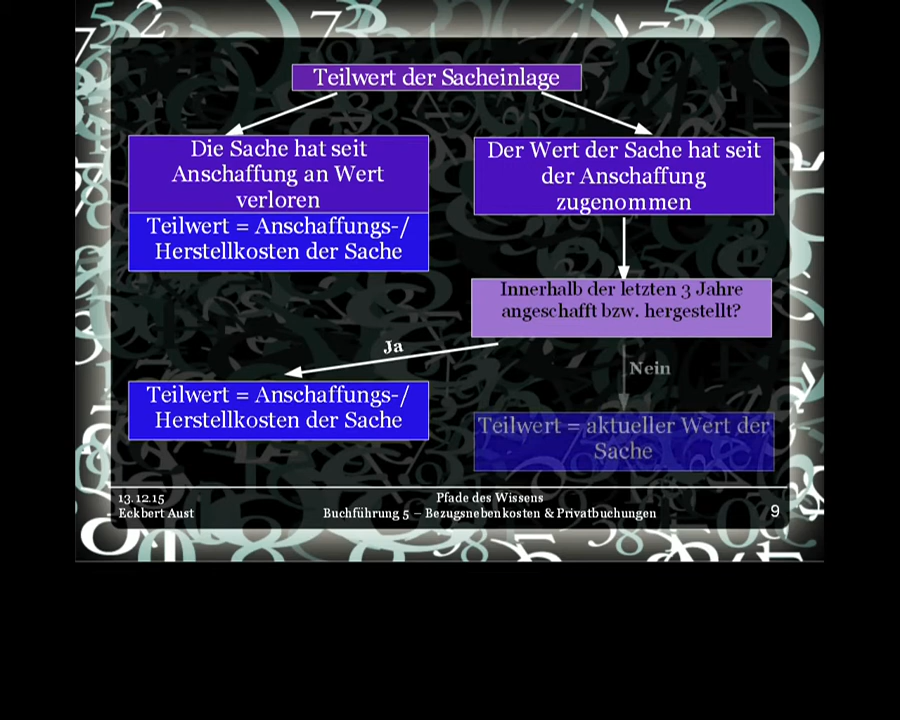 Teilwert der Sacheinlage
Die Sache hat seit
Anschaffung an Wert
verloren
Teilwert = Anschaffungs-/
Herstellkosten der Sache
Der Wert der Sache hat seit
der Anschaffung
zugenommen
Innerhalb der letzten 3 Jahre
angeschafft bzw. hergestellt?
Ja
Nein
Teilwert = Anschaffungs-/
Herstellkosten der Sache
Teilwert = aktueller Wert der
Sache
13.12.15
Eckbert Aust
Pfade des Wissens
Buchführung 5 – Bezugsnebenkosten & Privatbuchungen
9